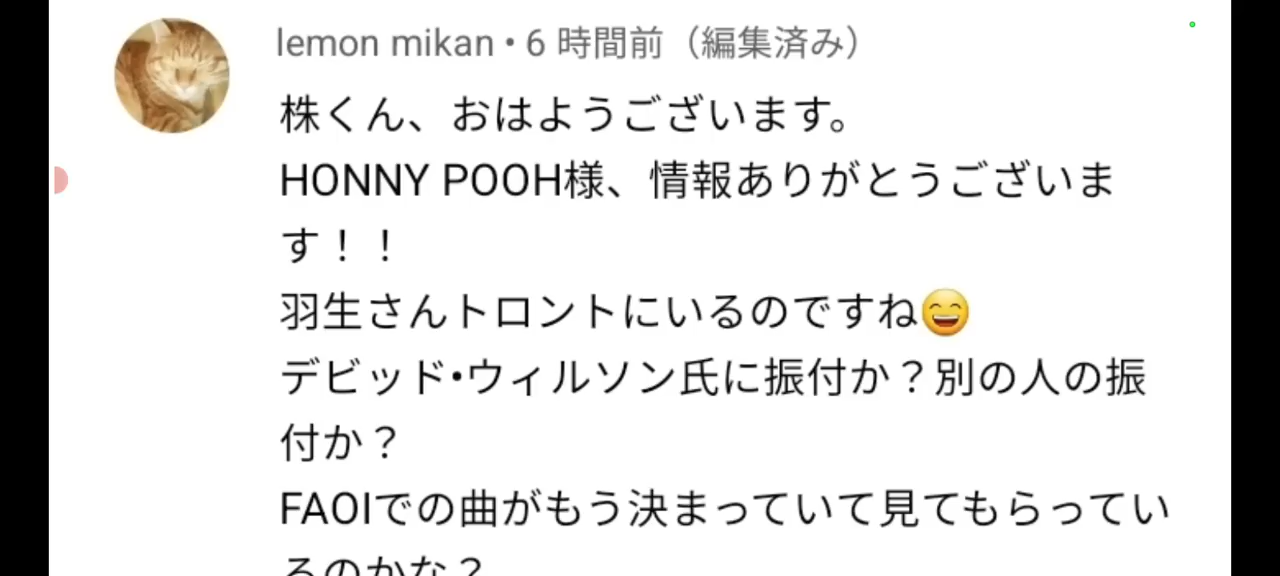 lemon mikan • 6 時間前（編集済み）
株くん、おはようございます。
HONNY POOH様、情報ありがとうございま
す！！
羽生さんトロントにいるのですね😄
デビッド•ウィルソン氏に振付か？別の人の振
付か？
FAOIでの曲がもう決まっていて見てもらってい
るのかな？